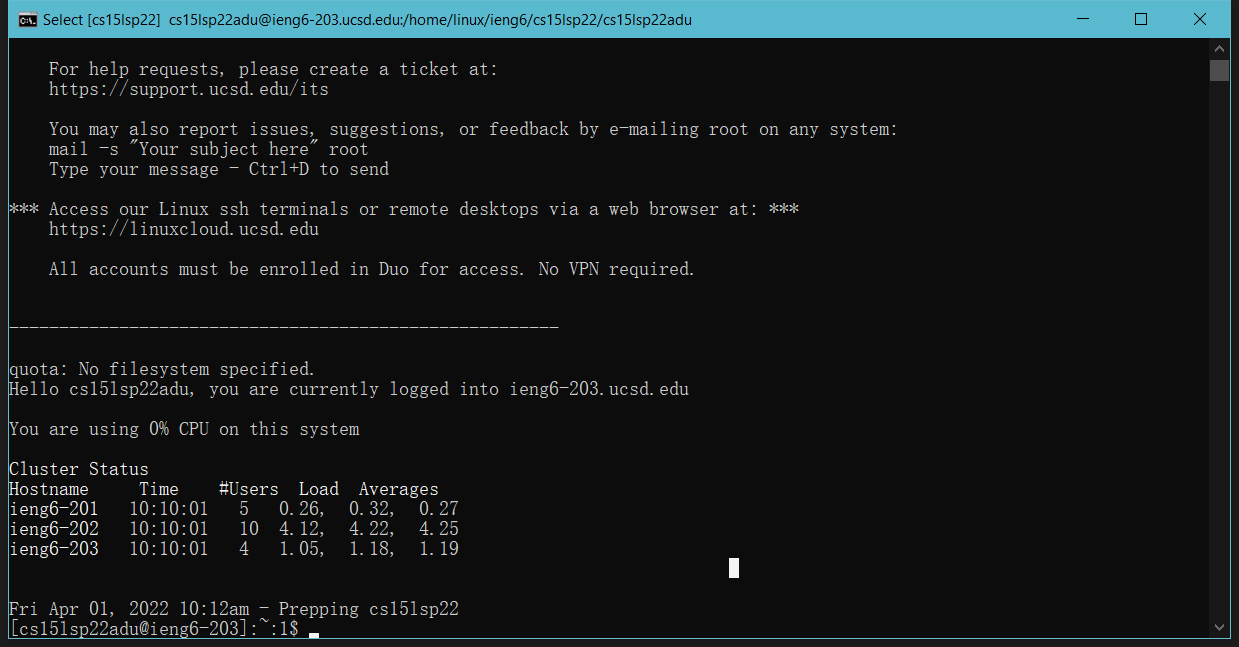 Select [cs15lsp22] cs15lsp22adu@ieng6-203.ucsd.edu:/home/linux/ieng6/cs15lsp22/cs15lsp22adu
For help requests, please create a ticket at:
https://support.ucsd.edu/its
You may also report issues, suggestions, or feedback by e-mailing root on any system:
mail -s "Your subject here" root
Type your message - Ctrl+D to send
*** Access our Linux ssh terminals or remote desktops via a web browser at: ***
https://linuxcloud.ucsd.edu
All accounts must be enrolled in Duo for access. No VPN required.
-------------------------------------------------------
quota: No filesystem specified.
Hello cs15lsp22adu, you are currently logged into ieng6-203.ucsd.edu
You are using 0% CPU on this system
Cluster Status
Hostname     Time    #Users  Load  Averages
ieng6-201   10:10:01   5   0.26,  0.32,  0.27
ieng6-202   10:10:01   10  4.12,  4.22,  4.25
ieng6-203   10:10:01   4   1.05,  1.18,  1.19
Fri Apr 01, 2022 10:12am - Prepping cs15lsp22
[cs15lsp22adu@ieng6-203]:~:1$